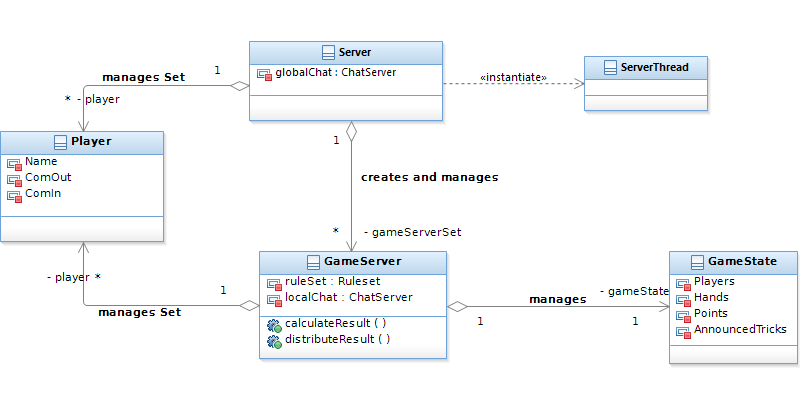 Server
globalChat : ChatServer
1
manages Set
* - player
«instantiate»
ServerThread
Player
Name
ComOut
ComIn
1
creates and manages
* - gameServerSet
- player *
1
manages Set
GameServer
ruleSet : Ruleset
localChat : ChatServer
calculateResult ( )
distributeResult ( )
manages
- gameState
1
1
GameState
Players
Hands
Points
AnnouncedTricks